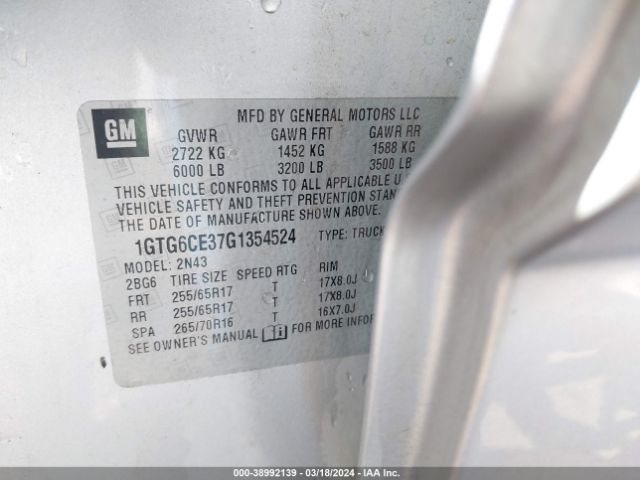 GM
MFD BY GENERAL MOTORS LLC
GVWR GAWR FRT GAWR RR
2722 KG 1452 KG 1588 KG
6000 LB 3200 LB 3500 LB
THIS VEHICLE CONFORMS TO ALL APPLICABLE U
VEHICLE SAFETY AND THEFT PREVENTION STAN
THE DATE OF MANUFACTURE SHOWN ABOVE.
1GTG6CE37G1354524 TYPE: TRUCK
MODEL: 2N43
2BG6 TIRE SIZE SPEED RTG RIM
FRT 255/65R17 T 17X8.0J
RR 255/65R17 T 17X8.0J
SPA 265/70R16 T 16X7.0J
SEE OWNER'S MANUAL FOR MORE INFOR
000-38992139 - 03/18/2024 - IAA Inc.